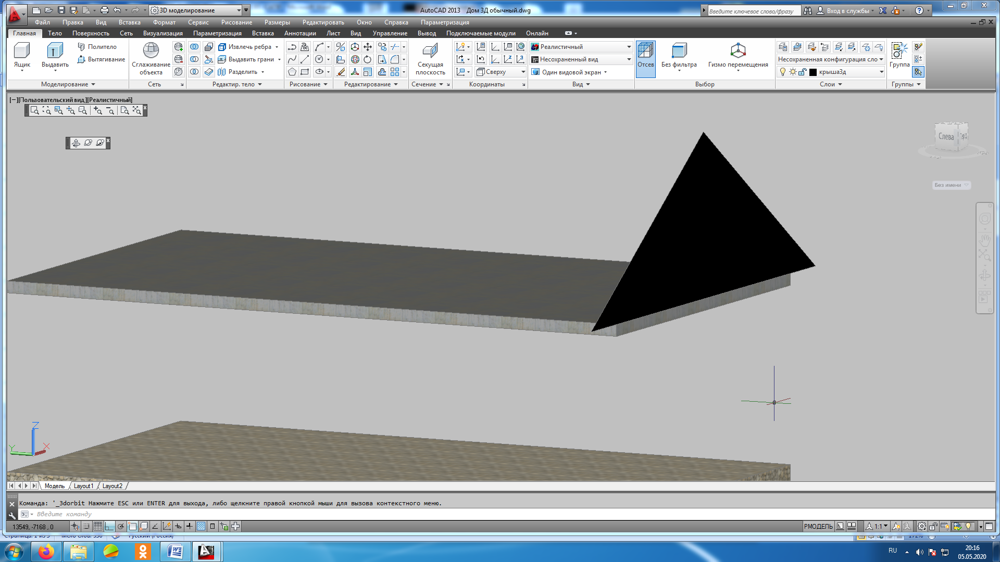 3D моделирование
AutoCAD 2013 Дом 3Д обычный.dwg
Введите ключевое слово/фразу
Вход в службы
Файл Правка Вид Вставка Формат Сервис Рисование Размеры Редактировать Окно Справка Параметризация
Главная Тело Поверхность Сеть Визуализация Параметризация Вставка Аннотации Лист Вид Управление Вывод Подключаемые модули Онлайн
Ящик
Выдавить
Политело
Вытягивание
Моделирование
Сглаживание
объекта
Сеть
Извлечь ребра
Выдавить грани
Разделить
Редактир. тело
Рисование
Редактирование
Секущая
плоскость
Сечение
Сверху
Координаты
Реалистичный
Несохраненный вид
Один видовой экран
Вид
Отсев
Без фильтра
Гизмо перемещения
Выбор
Несохраненная конфигурация сло
крыша3д
Слои
Группа
Группы
[−][Пользовательский вид][Реалистичный]
Слева
Без имени
Z
Y
X
Модель Layout1 Layout2
Команда: '_3dorbit Нажмите ESC или ENTER для выхода, либо щелкните правой кнопкой мыши для вызова контекстного меню.
Введите команду
13549, -7168 , 0
РМОДЕЛЬ
1:1
172%
RU
20:16
05.05.2020